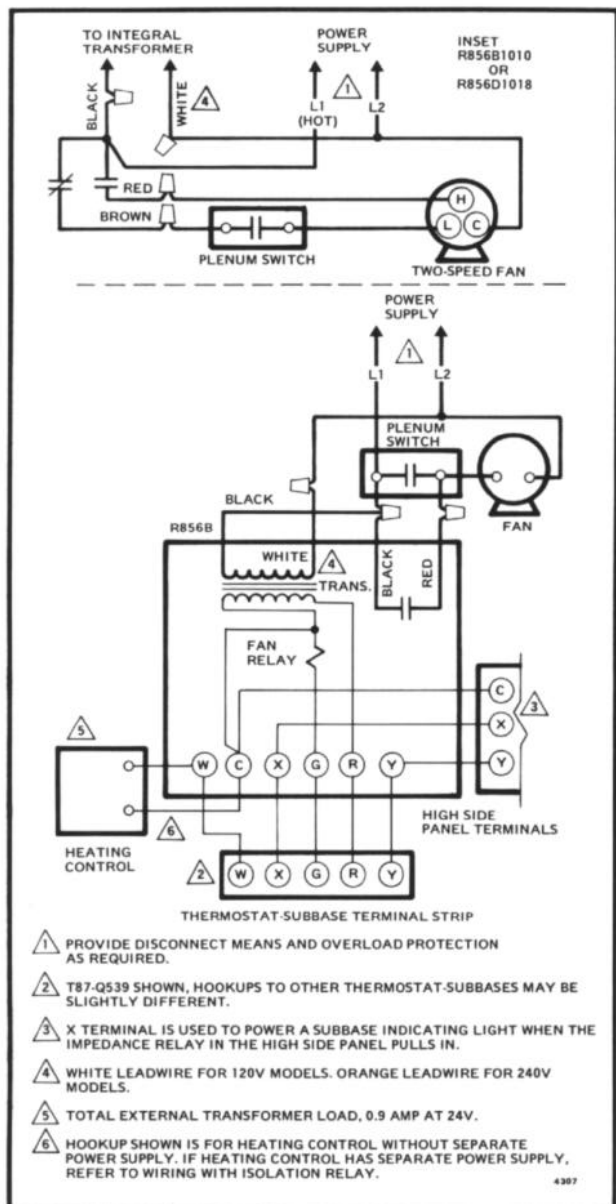 TO INTEGRAL
TRANSFORMER
POWER
SUPPLY
INSET
R856B1010
OR
R856D1018
BLACK
WHITE
4
L1
(HOT)
1
L2
RED
BROWN
H
L
C
PLENUM SWITCH
TWO-SPEED FAN
POWER
SUPPLY
1
L1
L2
PLENUM
SWITCH
BLACK
R856B
FAN
WHITE
4
TRANS.
BLACK
RED
FAN
RELAY
C
X
3
Y
5
W
C
X
G
R
Y
HIGH SIDE
PANEL TERMINALS
6
HEATING
CONTROL
2
W
X
G
R
Y
THERMOSTAT-SUBBASE TERMINAL STRIP
1 PROVIDE DISCONNECT MEANS AND OVERLOAD PROTECTION
AS REQUIRED.
2 T87-Q539 SHOWN, HOOKUPS TO OTHER THERMOSTAT-SUBBASES MAY BE
SLIGHTLY DIFFERENT.
3 X TERMINAL IS USED TO POWER A SUBBASE INDICATING LIGHT WHEN THE
IMPEDANCE RELAY IN THE HIGH SIDE PANEL PULLS IN.
4 WHITE LEADWIRE FOR 120V MODELS. ORANGE LEADWIRE FOR 240V
MODELS.
5 TOTAL EXTERNAL TRANSFORMER LOAD, 0.9 AMP AT 24V.
6 HOOKUP SHOWN IS FOR HEATING CONTROL WITHOUT SEPARATE
POWER SUPPLY. IF HEATING CONTROL HAS SEPARATE POWER SUPPLY,
REFER TO WIRING WITH ISOLATION RELAY.
4307